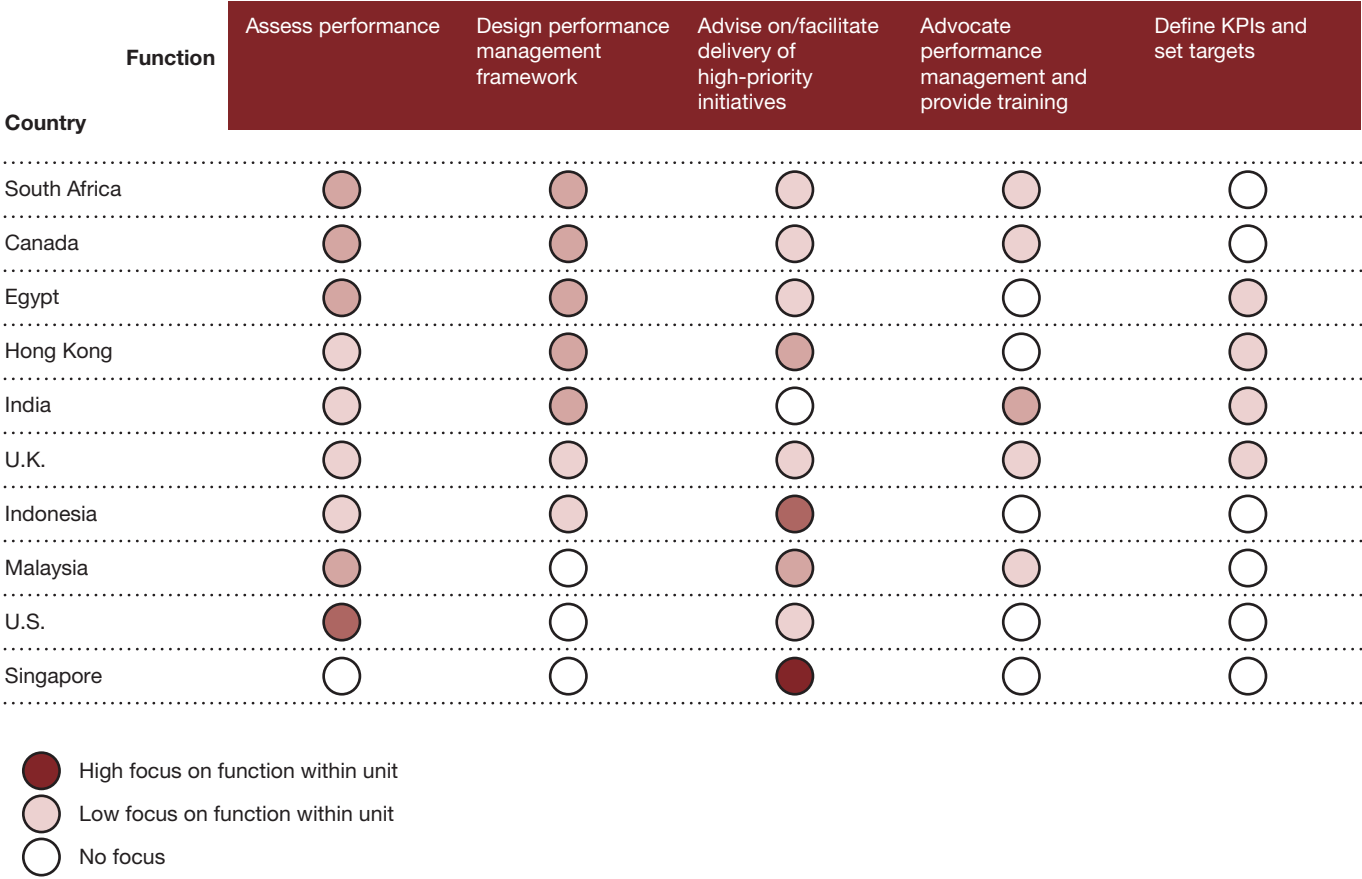 Function
Country
Assess performance
Design performance
management
framework
Advise on/facilitate
delivery of
high-priority
initiatives
Advocate
performance
management and
provide training
Define KPIs and
set targets
South Africa
Canada
Egypt
Hong Kong
India
U.K.
Indonesia
Malaysia
U.S.
Singapore
High focus on function within unit
Low focus on function within unit
No focus